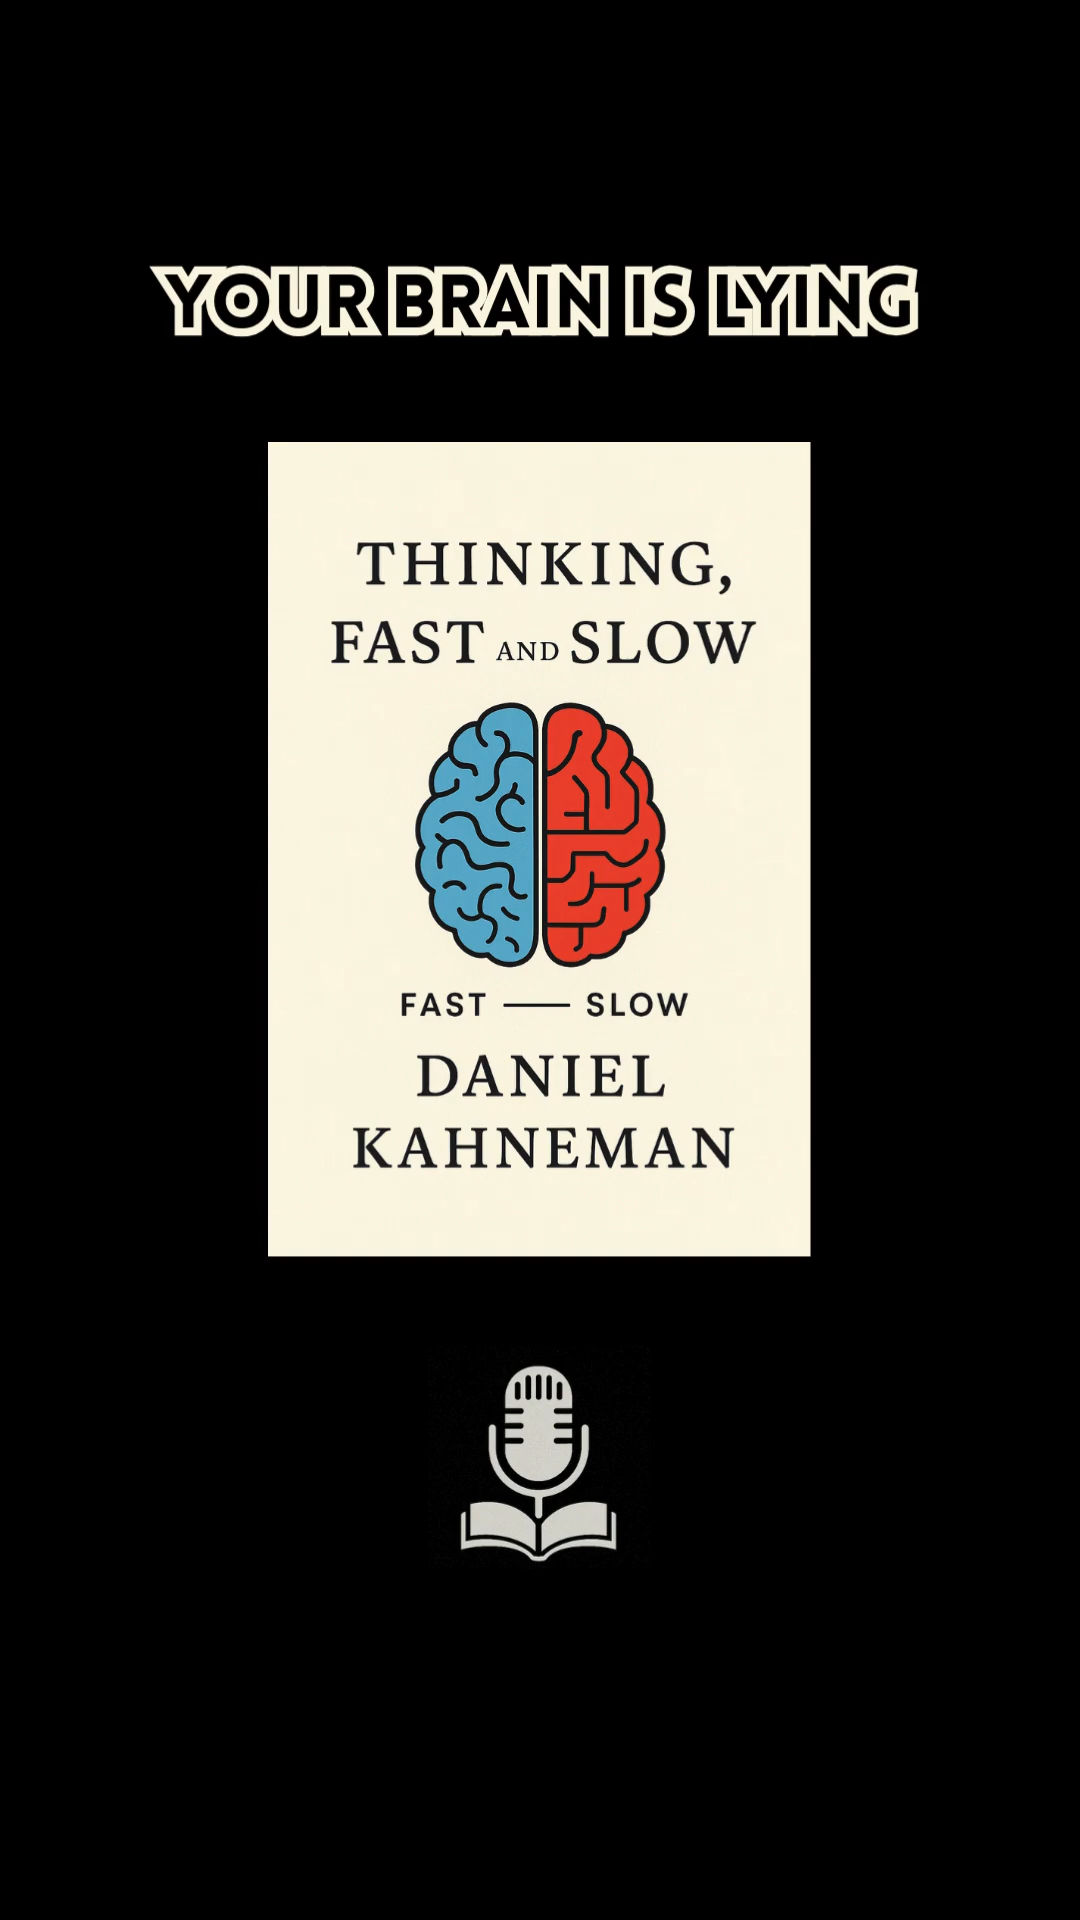 YOUR BRAIN IS LYING
THINKING,
FAST AND SLOW
FAST — SLOW
DANIEL
KAHNEMAN